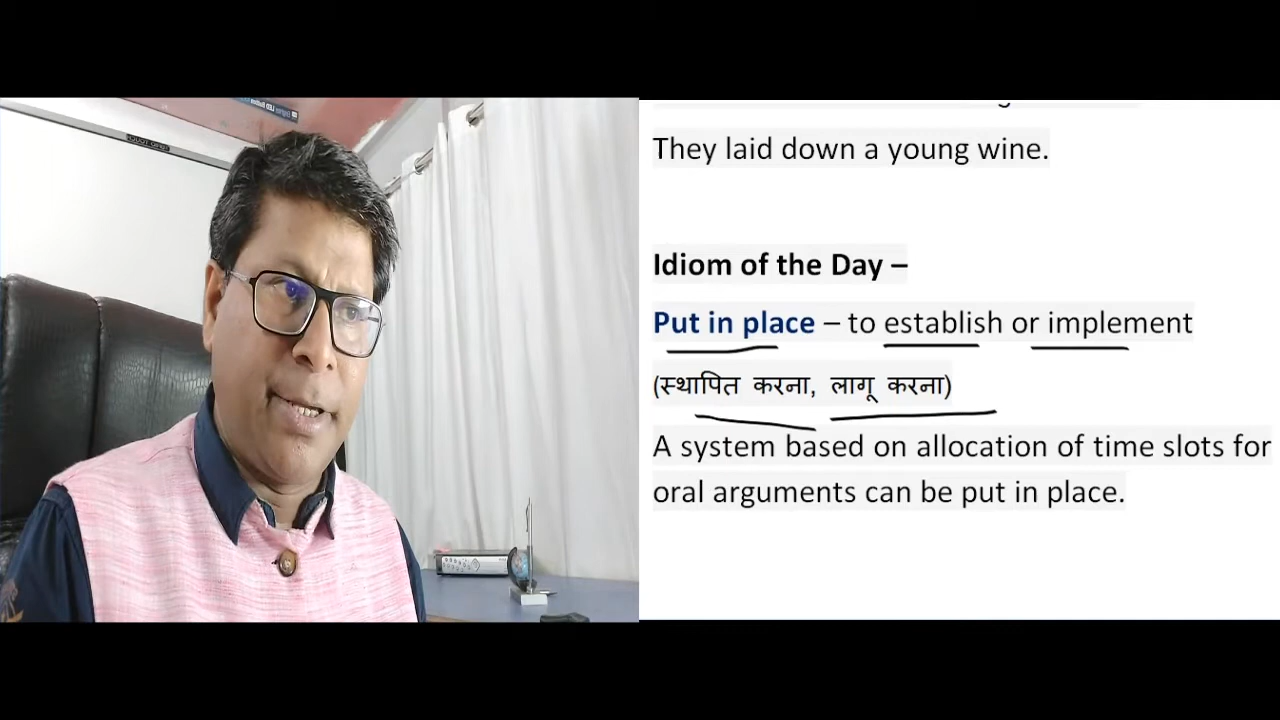 They laid down a young wine.
Idiom of the Day –
Put in place – to establish or implement
(स्थापित करना, लागू करना)
A system based on allocation of time slots for
oral arguments can be put in place.